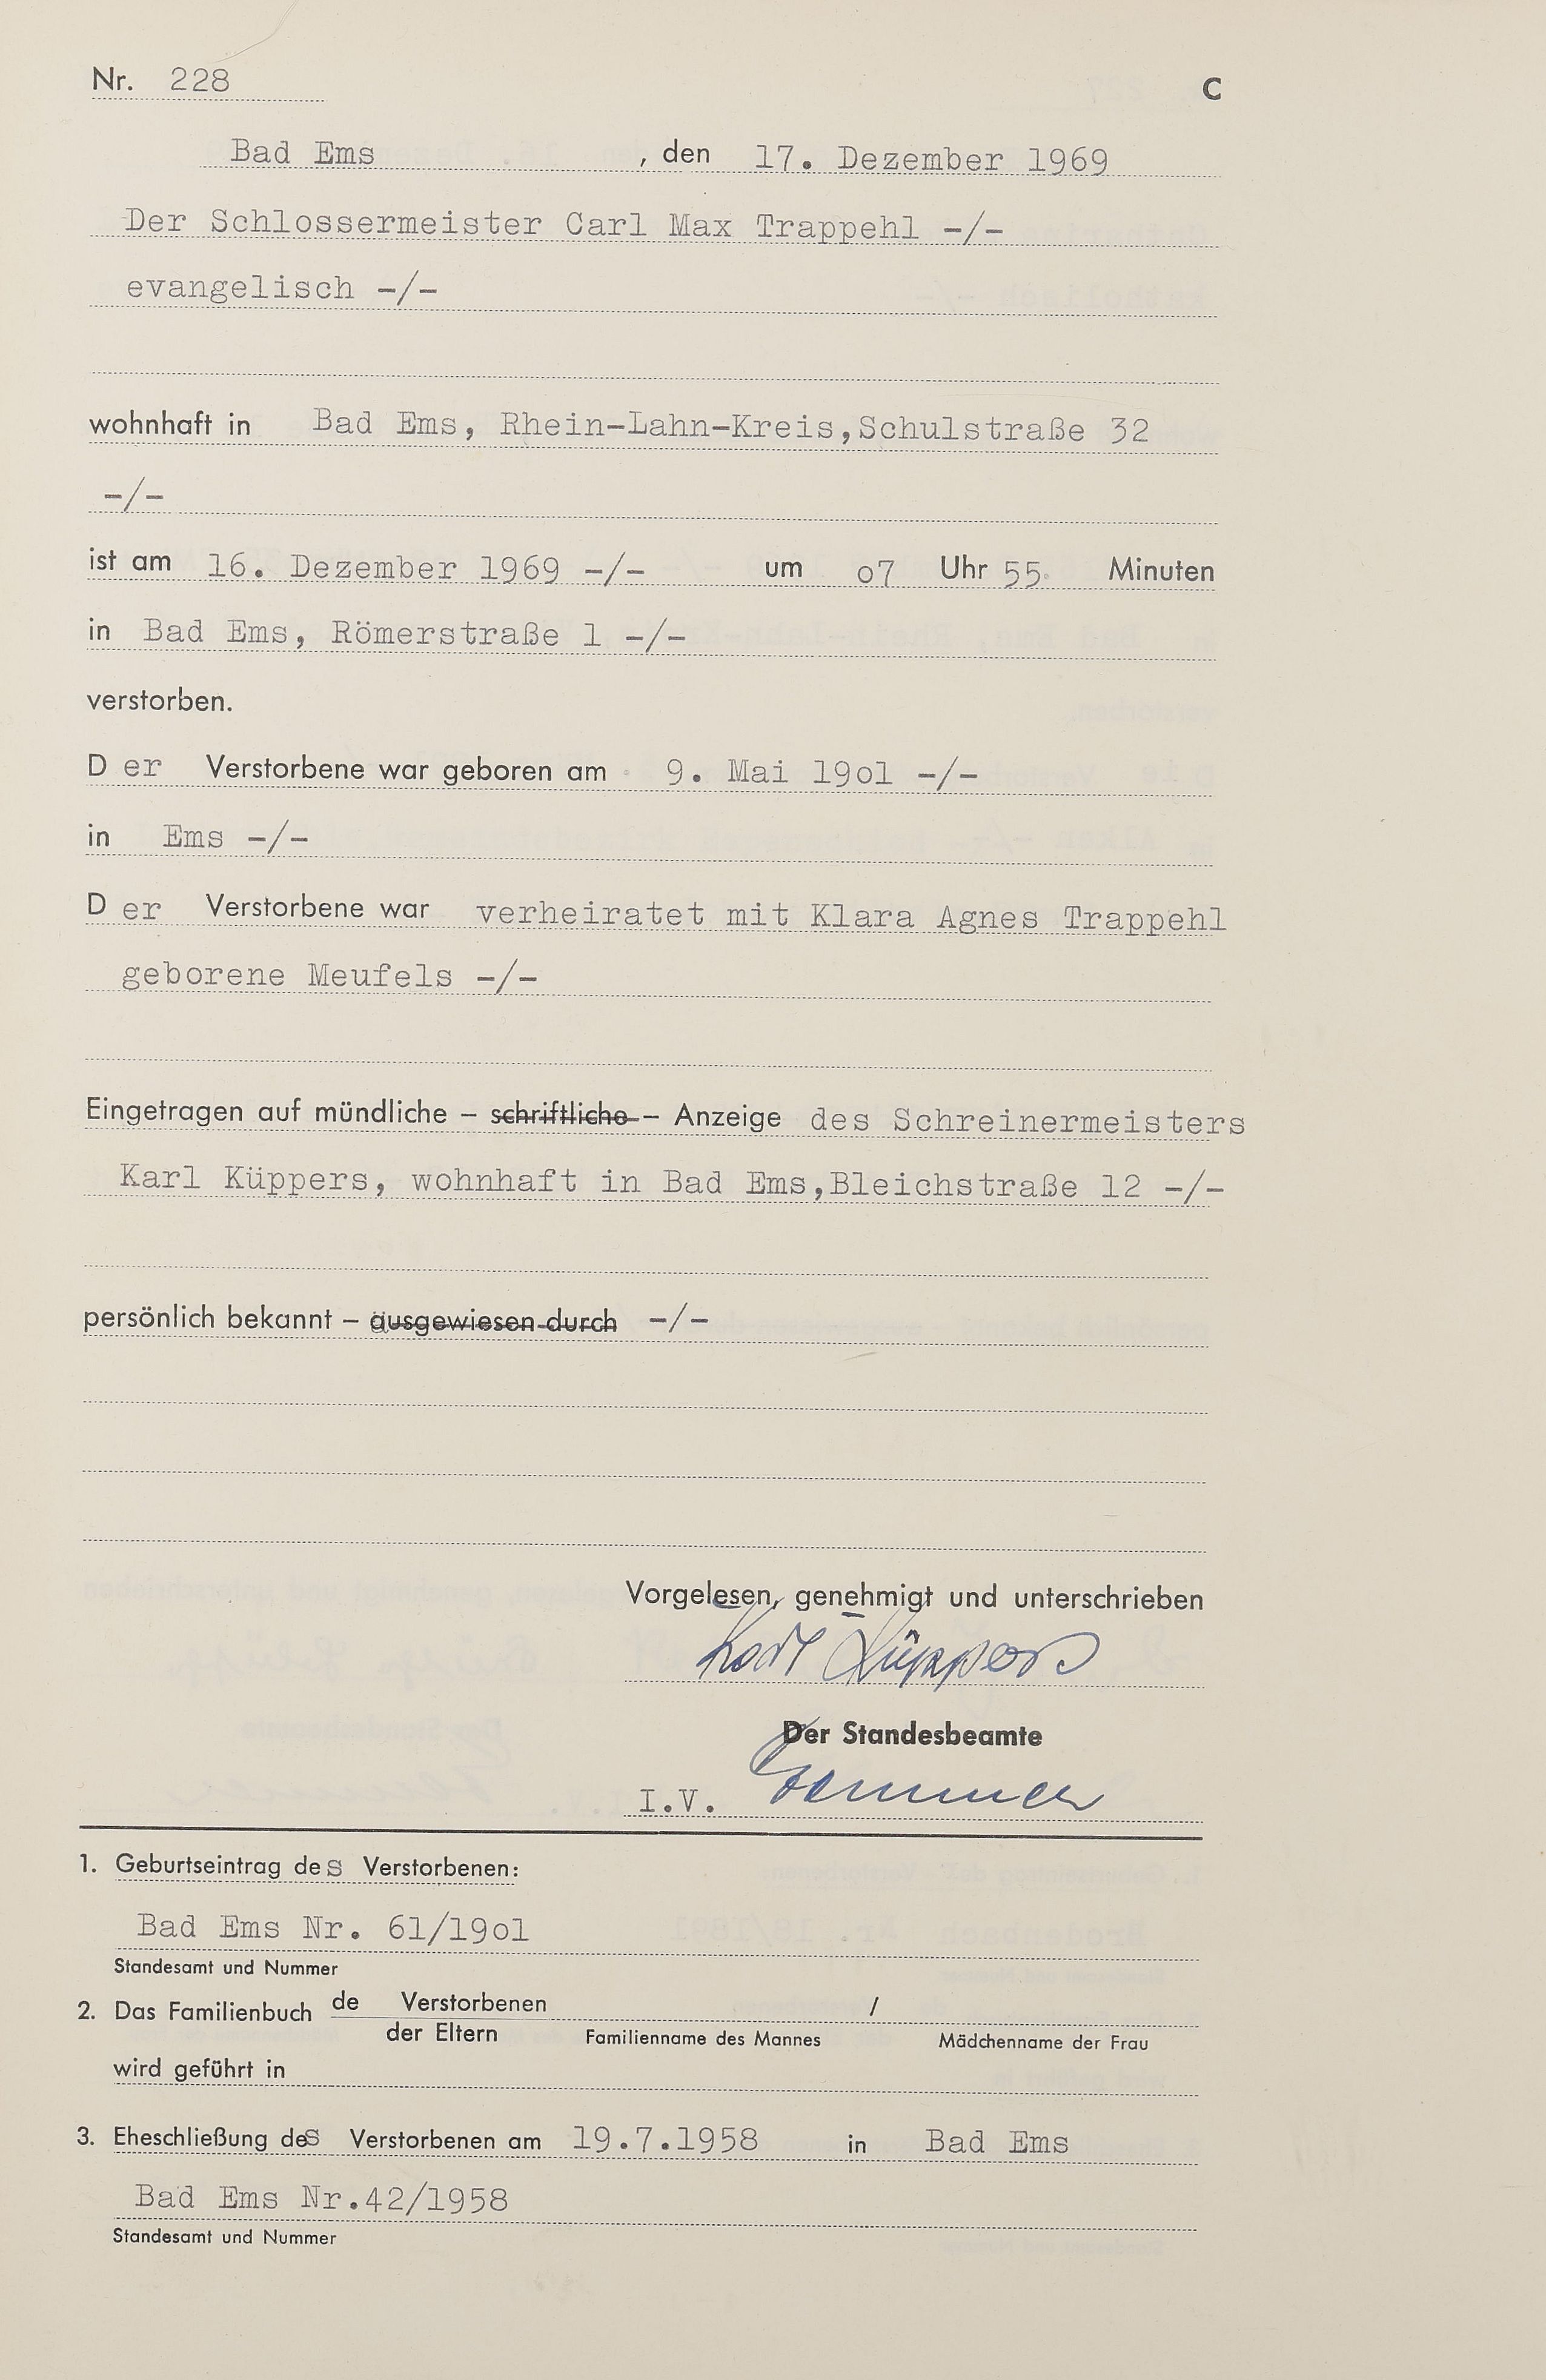 Nr. 228
C
Bad Ems , den 17. Dezember 1969
Der Schlossermeister Carl Max Trappehl -/-
evangelisch -/-
wohnhaft in Bad Ems, Rhein-Lahn-Kreis,Schulstraße 32
-/-
ist am 16. Dezember 1969 -/- um o7 Uhr 55 Minuten
in Bad Ems, Römerstraße 1 -/-
verstorben.
D er Verstorbene war geboren am 9. Mai 19o1 -/-
in Ems -/-
D er Verstorbene war verheiratet mit Klara Agnes Trappehl
geborene Meufels -/-
Eingetragen auf mündliche – schriftliche – Anzeige des Schreinermeisters
Karl Küppers, wohnhaft in Bad Ems,Bleichstraße 12 -/-
persönlich bekannt – ausgewiesen durch -/-
Vorgelesen, genehmigt und unterschrieben
Karl Küppers
Der Standesbeamte
I.V.
1. Geburtseintrag des Verstorbenen:
Bad Ems Nr. 61/19o1
Standesamt und Nummer
2. Das Familienbuch de Verstorbenen /
der Eltern Familienname des Mannes Mädchenname der Frau
wird geführt in
3. Eheschließung des Verstorbenen am 19.7.1958 in Bad Ems
Bad Ems Nr.42/1958
Standesamt und Nummer